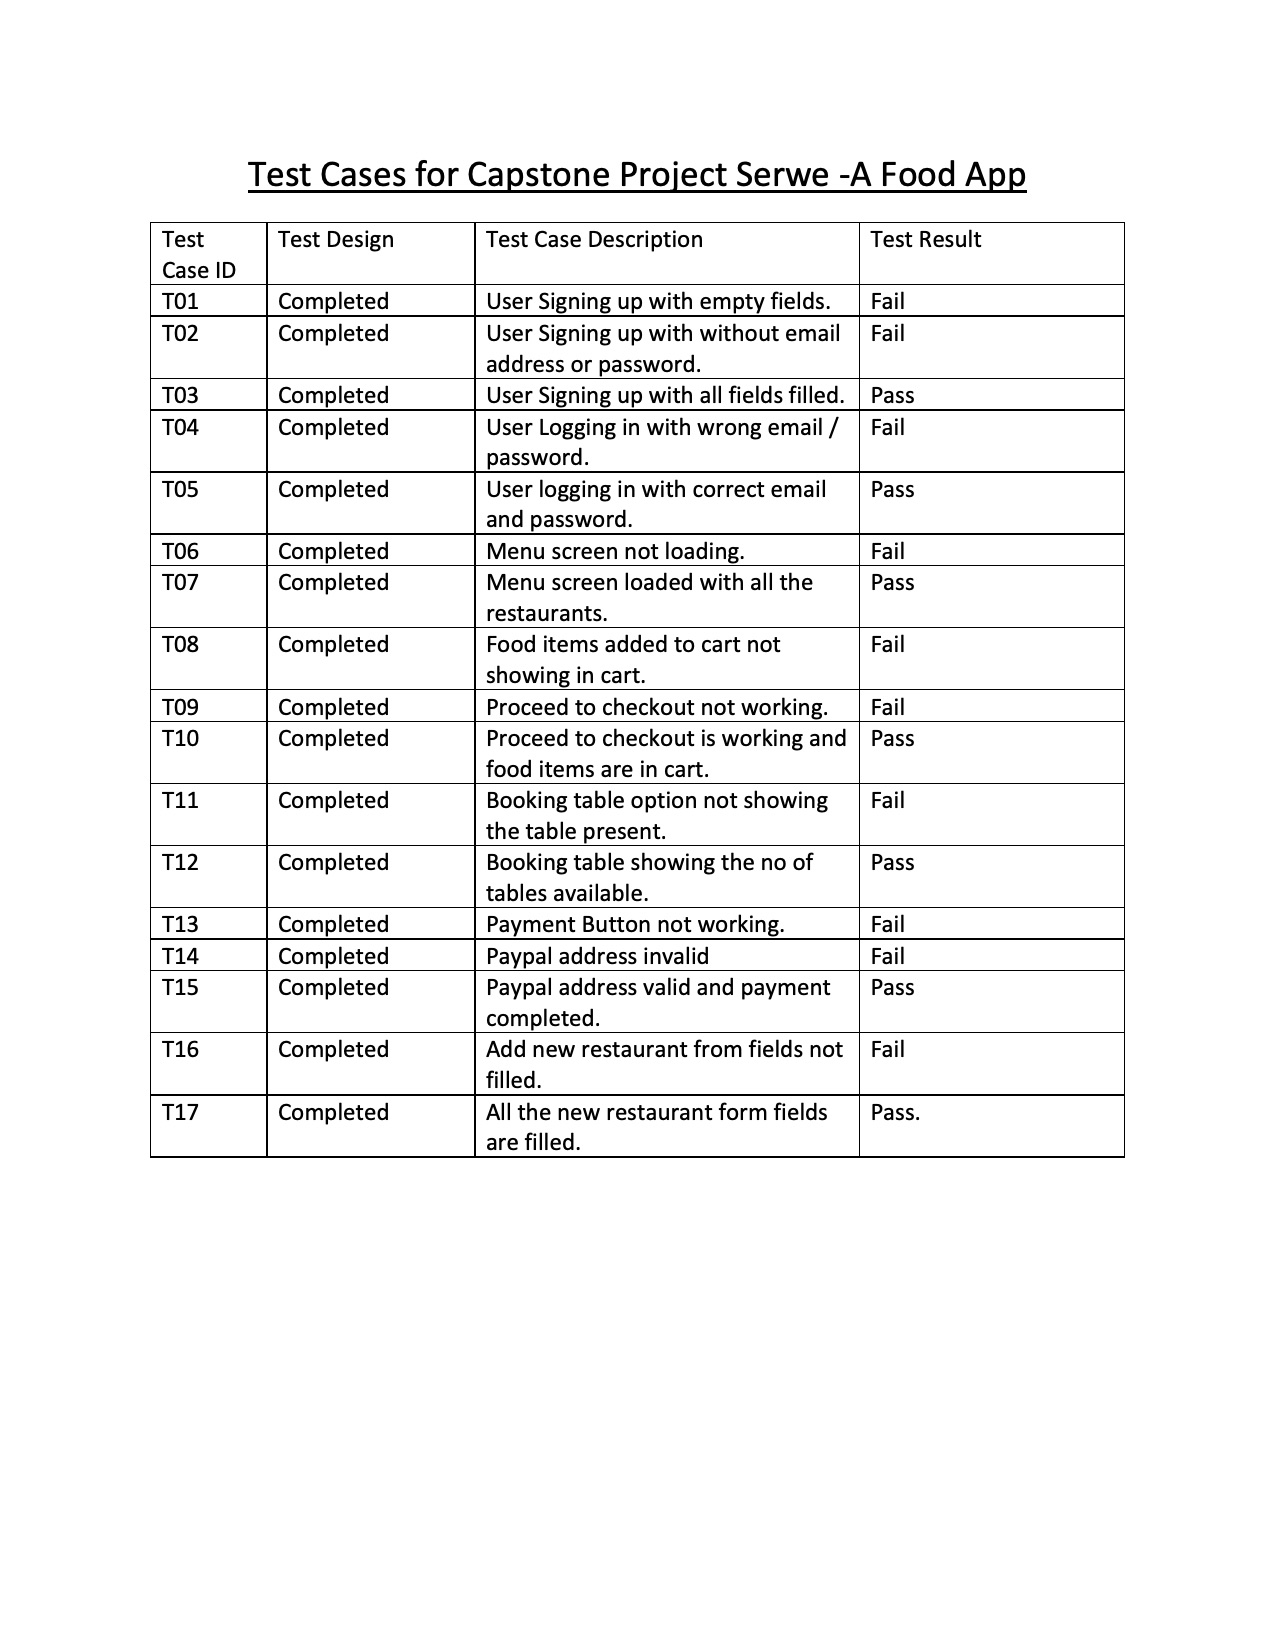 Test Cases for Capstone Project Serwe -A Food App
Test Case ID Test Design Test Case Description Test Result
T01 Completed User Signing up with empty fields. Fail
T02 Completed User Signing up with without email address or password. Fail
T03 Completed User Signing up with all fields filled. Pass
T04 Completed User Logging in with wrong email / password. Fail
T05 Completed User logging in with correct email and password. Pass
T06 Completed Menu screen not loading. Fail
T07 Completed Menu screen loaded with all the restaurants. Pass
T08 Completed Food items added to cart not showing in cart. Fail
T09 Completed Proceed to checkout not working. Fail
T10 Completed Proceed to checkout is working and food items are in cart. Pass
T11 Completed Booking table option not showing the table present. Fail
T12 Completed Booking table showing the no of tables available. Pass
T13 Completed Payment Button not working. Fail
T14 Completed Paypal address invalid Fail
T15 Completed Paypal address valid and payment completed. Pass
T16 Completed Add new restaurant from fields not filled. Fail
T17 Completed All the new restaurant form fields are filled. Pass.